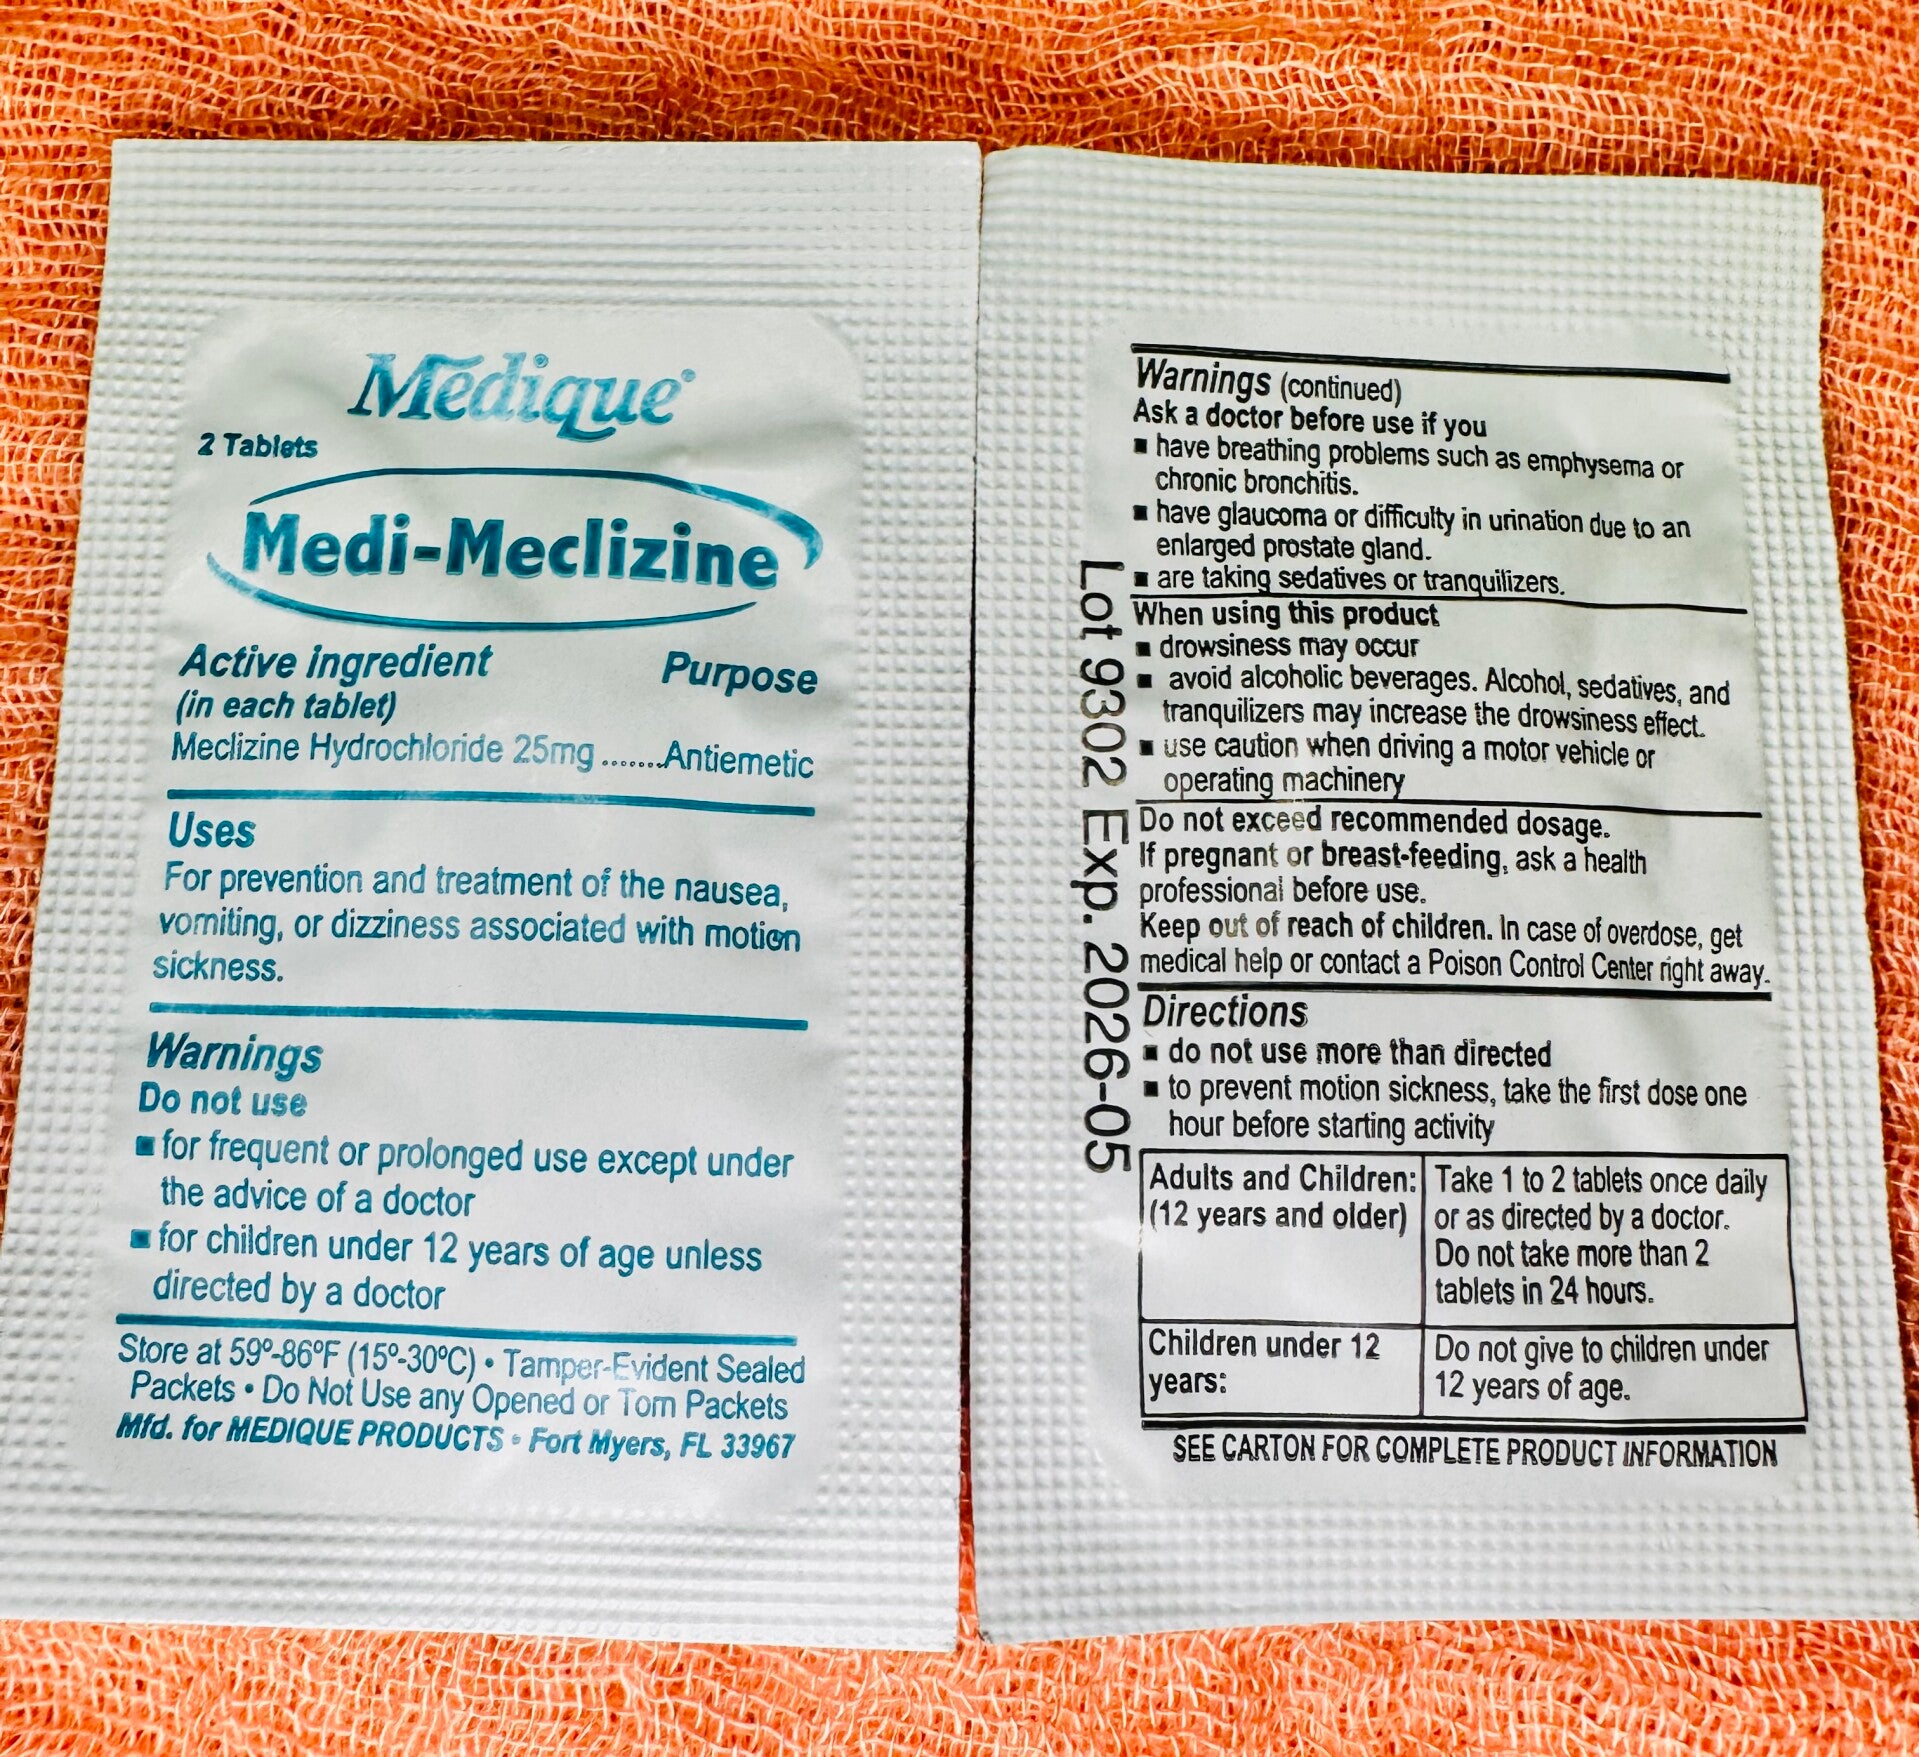 Medique®
2 Tablets
Medi-Meclizine
Active ingredient Purpose
(in each tablet)
Meclizine Hydrochloride 25mg .......Antiemetic
Uses
For prevention and treatment of the nausea,
vomiting, or dizziness associated with motion
sickness.
Warnings
Do not use
■ for frequent or prolonged use except under
the advice of a doctor
■ for children under 12 years of age unless
directed by a doctor
Store at 59º-86ºF (15º-30ºC) • Tamper-Evident Sealed
Packets • Do Not Use any Opened or Torn Packets
Mfd. for MEDIQUE PRODUCTS • Fort Myers, FL 33967
Warnings (continued)
Ask a doctor before use if you
■ have breathing problems such as emphysema or
chronic bronchitis.
■ have glaucoma or difficulty in urination due to an
enlarged prostate gland.
■ are taking sedatives or tranquilizers.
When using this product
■ drowsiness may occur
■ avoid alcoholic beverages. Alcohol, sedatives, and
tranquilizers may increase the drowsiness effect.
■ use caution when driving a motor vehicle or
operating machinery
Do not exceed recommended dosage.
If pregnant or breast-feeding, ask a health
professional before use.
Keep out of reach of children. In case of overdose, get
medical help or contact a Poison Control Center right away.
Directions
■ do not use more than directed
■ to prevent motion sickness, take the first dose one
hour before starting activity
Adults and Children: Take 1 to 2 tablets once daily
(12 years and older) or as directed by a doctor.
Do not take more than 2
tablets in 24 hours.
Children under 12 Do not give to children under
years: 12 years of age.
SEE CARTON FOR COMPLETE PRODUCT INFORMATION
Lot 9302 Exp. 2026-05